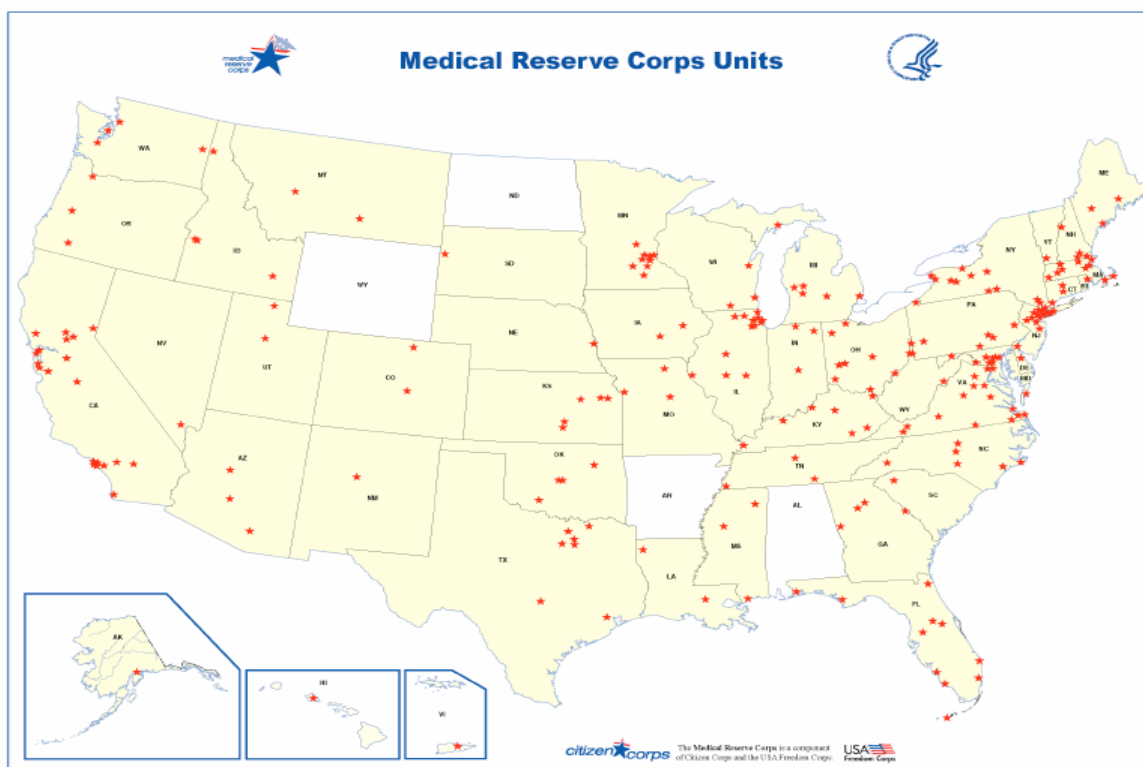 medical
reserve
corps
Medical Reserve Corps Units
WA
MT
ND
MN
ME
OR
ID
SD
WI
MI
NY
VT
NH
MA
CT
RI
WY
NE
IA
PA
NJ
NV
UT
CO
KS
MO
IL
IN
OH
WV
VA
DE
MD
CA
AZ
NM
OK
AR
KY
TN
NC
SC
TX
LA
MS
AL
GA
FL
AK
HI
VI
citizen corps
The Medical Reserve Corps is a component
of Citizen Corps and the USA Freedom Corps.
USA
Freedom Corps